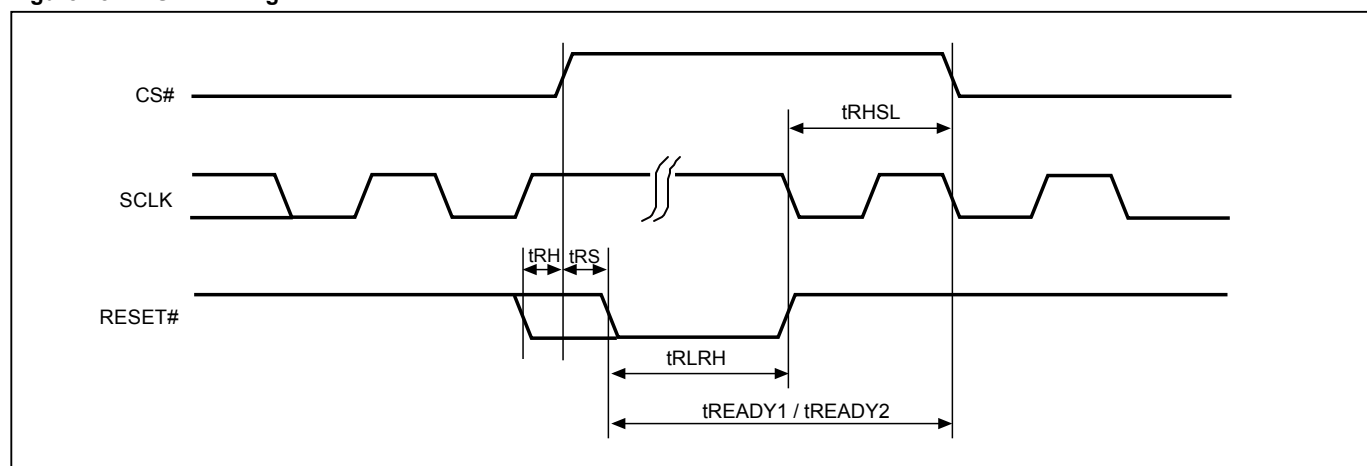 CS#
tRHSL
SCLK
tRH tRS
RESET#
tRLRH
tREADY1 / tREADY2